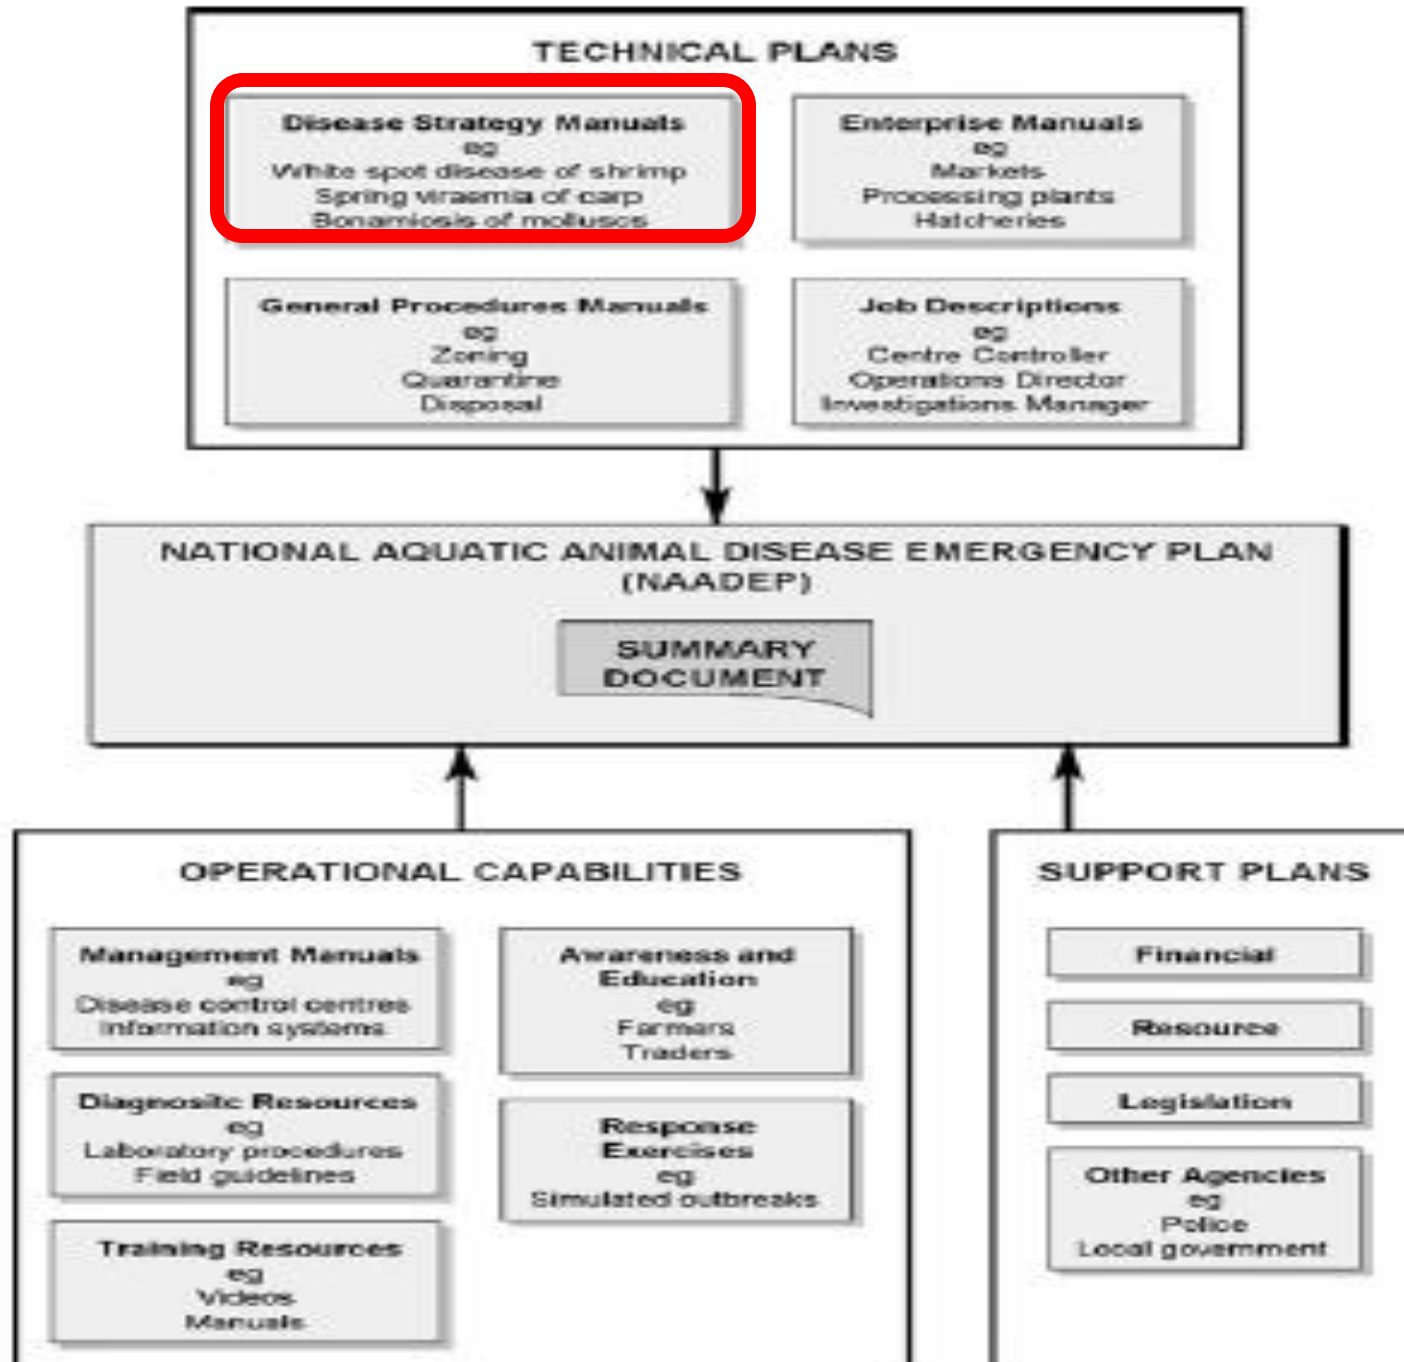 TECHNICAL PLANS
Disease Strategy Manuals
eg
White spot disease of shrimp
Spring viraemia of carp
Bonamiosis of molluscs
Enterprise Manuals
eg
Markets
Processing plants
Hatcheries
General Procedures Manuals
eg
Zoning
Quarantine
Disposal
Job Descriptions
eg
Centre Controller
Operations Director
Investigations Manager
NATIONAL AQUATIC ANIMAL DISEASE EMERGENCY PLAN
(NAADEP)
SUMMARY
DOCUMENT
OPERATIONAL CAPABILITIES
Management Manuals
eg
Disease control centres
Information systems
Diagnositc Resources
eg
Laboratory procedures
Field guidelines
Training Resources
eg
Videos
Manuals
Awareness and
Education
eg
Farmers
Traders
Response
Exercises
eg
Simulated outbreaks
SUPPORT PLANS
Financial
Resource
Legislation
Other Agencies
eg
Police
Local government